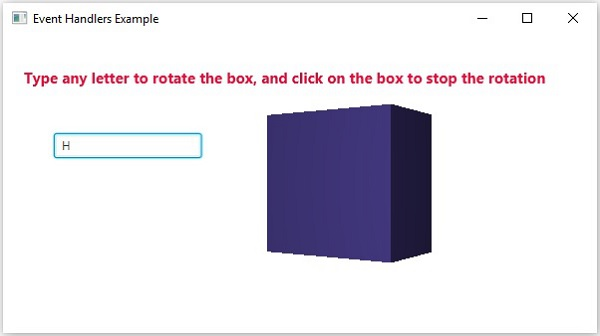 Event Handlers Example
Type any letter to rotate the box, and click on the box to stop the rotation
H